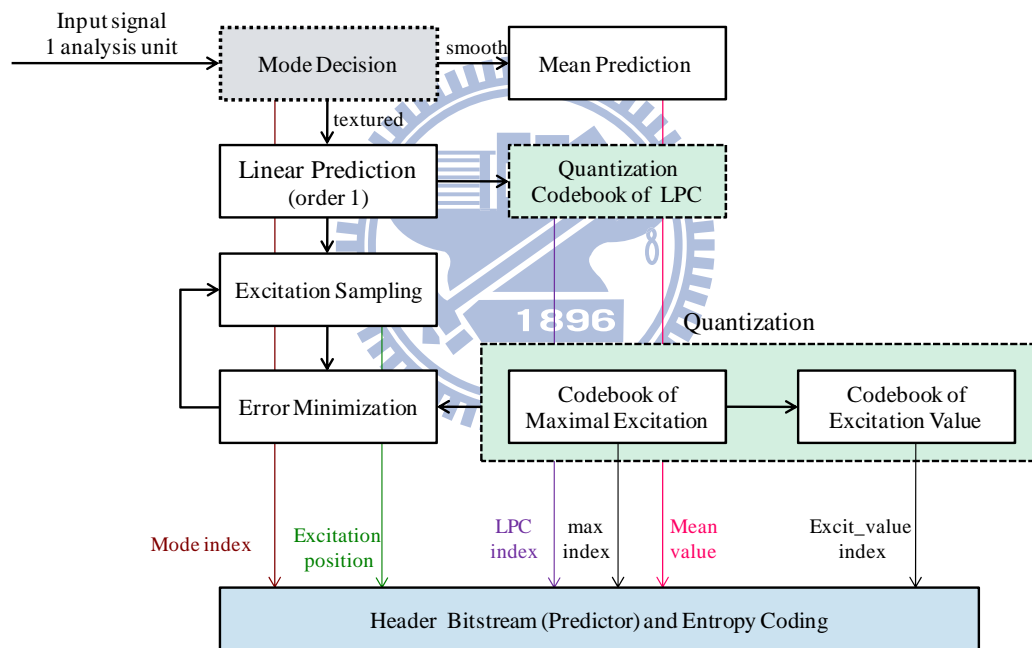 Input signal
1 analysis unit
Mode Decision
smooth
Mean Prediction
textured
Linear Prediction
(order 1)
Quantization
Codebook of LPC
Excitation Sampling
1896
Quantization
Error Minimization
Codebook of
Maximal Excitation
Codebook of
Excitation Value
Mode index
Excitation
position
LPC
index
max
index
Mean
value
Excit_value
index
Header Bitstream (Predictor) and Entropy Coding